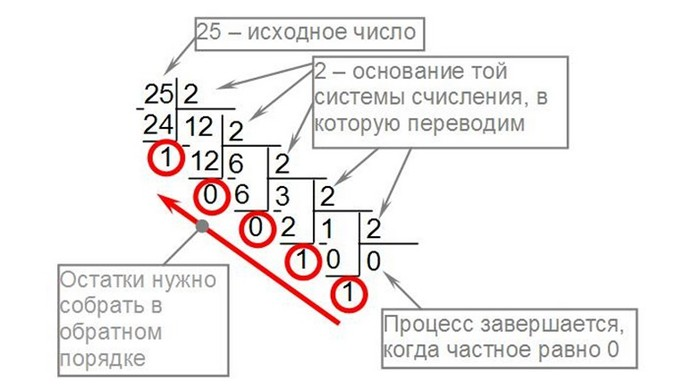 25 – исходное число
2 – основание той
системы счисления, в
которую переводим
25 2
24 12 2
1 12 6 2
0 6 3 2
0 2 1 2
1 0 0
1
Остатки нужно
собрать в
обратном
порядке
Процесс завершается,
когда частное равно 0